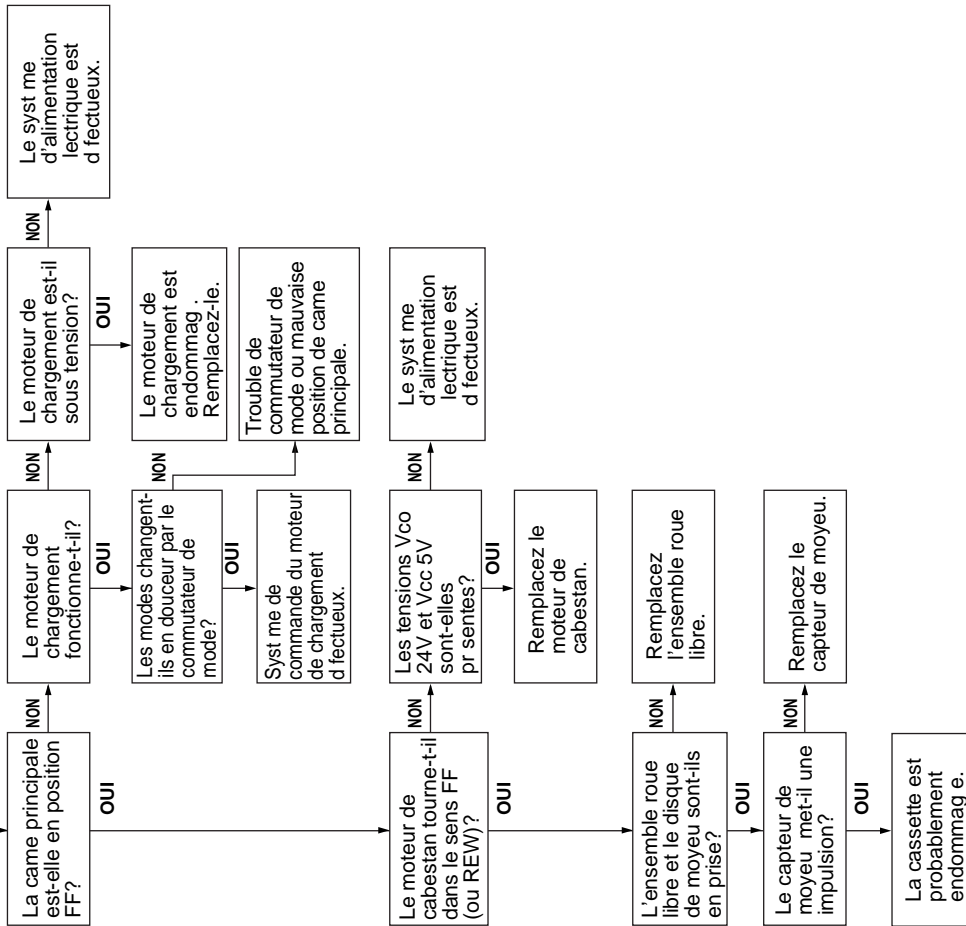 La came principale
est-elle en position
FF?
NON
Le moteur de
chargement
fonctionne-t-il?
NON
Le moteur de
chargement est-il
sous tension?
NON
Le syst me
d'alimentation
lectrique est
d fectueux.
OUI
Le moteur de
chargement est
endommag .
Remplacez-le.
OUI
Les modes changent-
ils en douceur par le
commutateur de
mode?
NON
Trouble de
commutateur de
mode ou mauvaise
position de came
principale.
OUI
Syst me de
commande du moteur
de chargement
d fectueux.
OUI
Le moteur de
cabestan tourne-t-il
dans le sens FF
(ou REW)?
NON
Les tensions Vco
24V et Vcc 5V
sont-elles
pr sentes?
NON
Le syst me
d'alimentation
lectrique est
d fectueux.
OUI
Remplacez le
moteur de
cabestan.
OUI
L'ensemble roue
libre et le disque
de moyeu sont-ils
en prise?
NON
Remplacez
l'ensemble roue
libre.
OUI
Le capteur de
moyeu met-il une
impulsion?
NON
Remplacez le
capteur de moyeu.
OUI
La cassette est
probablement
endommag e.